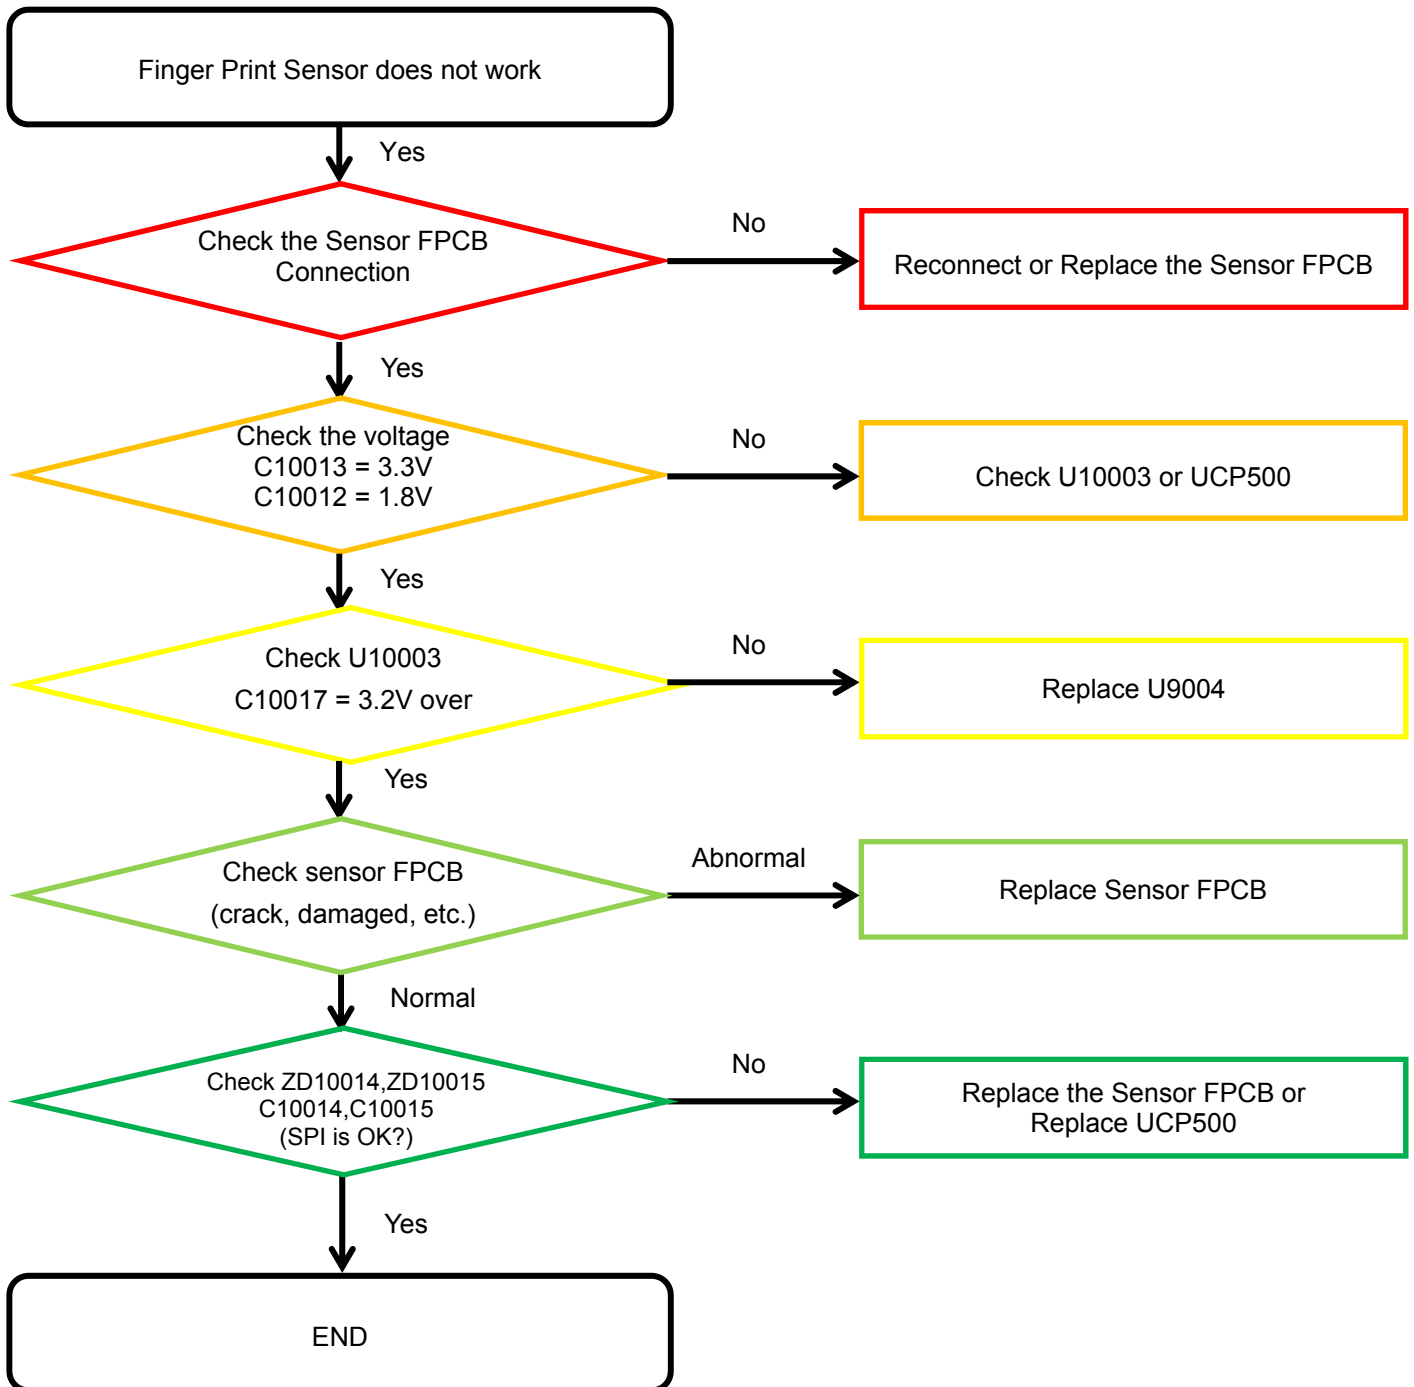 Finger Print Sensor does not work
Yes
Check the Sensor FPCB
Connection
No
Reconnect or Replace the Sensor FPCB
Yes
Check the voltage
C10013 = 3.3V
C10012 = 1.8V
No
Check U10003 or UCP500
Yes
Check U10003
C10017 = 3.2V over
No
Replace U9004
Yes
Check sensor FPCB
(crack, damaged, etc.)
Abnormal
Replace Sensor FPCB
Normal
Check ZD10014,ZD10015
C10014,C10015
(SPI is OK?)
No
Replace the Sensor FPCB or
Replace UCP500
Yes
END